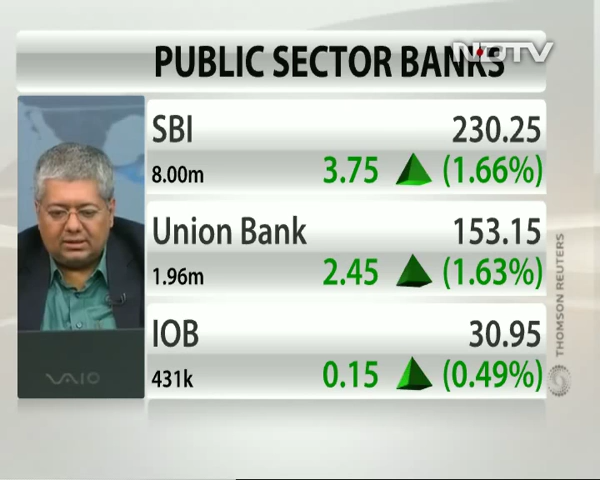 PUBLIC SECTOR BANKS
NDTV
SBI 230.25
8.00m 3.75 (1.66%)
Union Bank 153.15
1.96m 2.45 (1.63%)
IOB 30.95
431k 0.15 (0.49%)
VAIO
THOMSON REUTERS